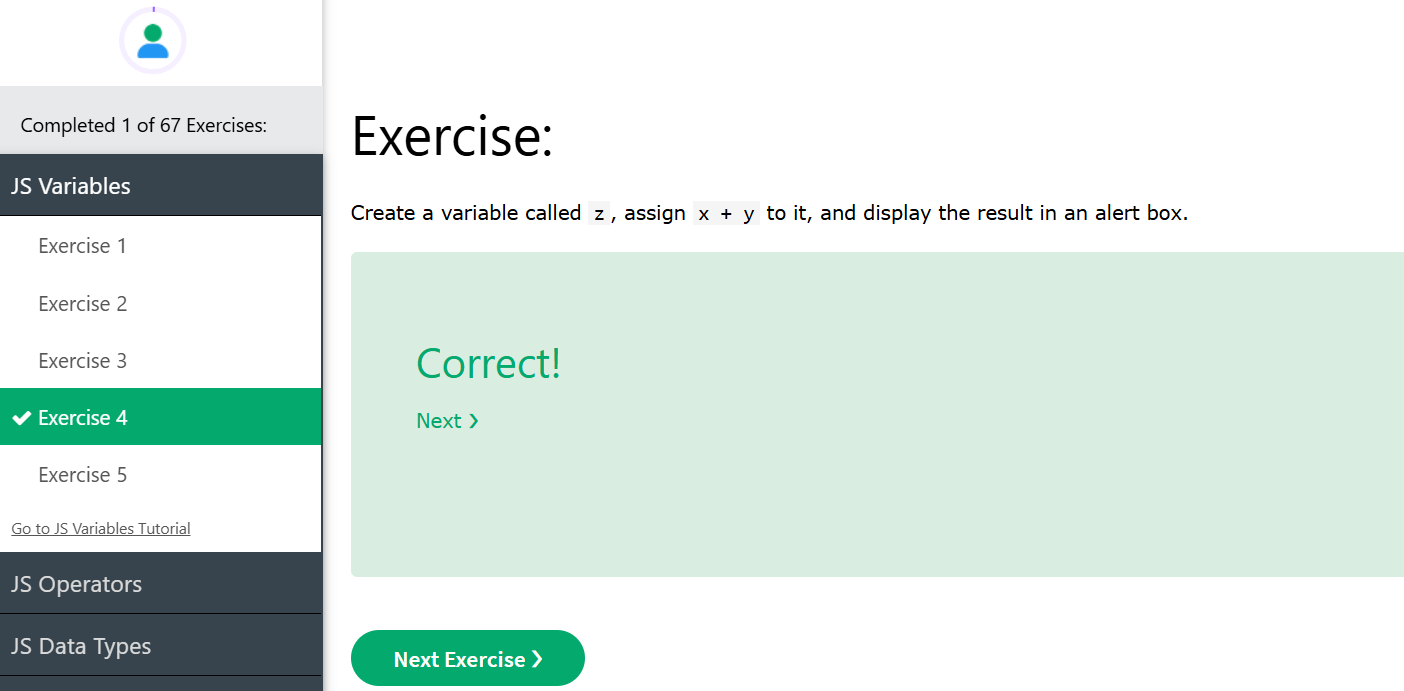 Completed 1 of 67 Exercises:
JS Variables
Exercise 1
Exercise 2
Exercise 3
Exercise 4
Exercise 5
Go to JS Variables Tutorial
JS Operators
JS Data Types
Exercise:
Create a variable called z, assign x + y to it, and display the result in an alert box.
Correct!
Next ❯
Next Exercise ❯